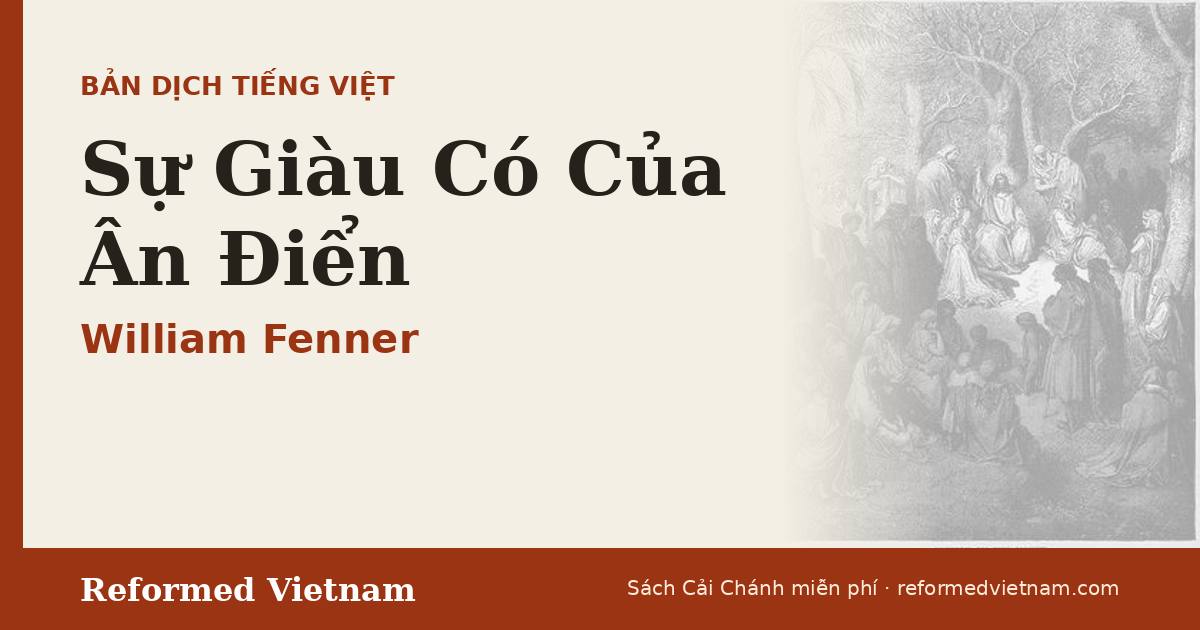 BẢN DỊCH TIẾNG VIỆT
Sự Giàu Có Của
Ân Điển
William Fenner
Reformed Vietnam
Sách Cải Chánh miễn phí · reformedvietnam.com